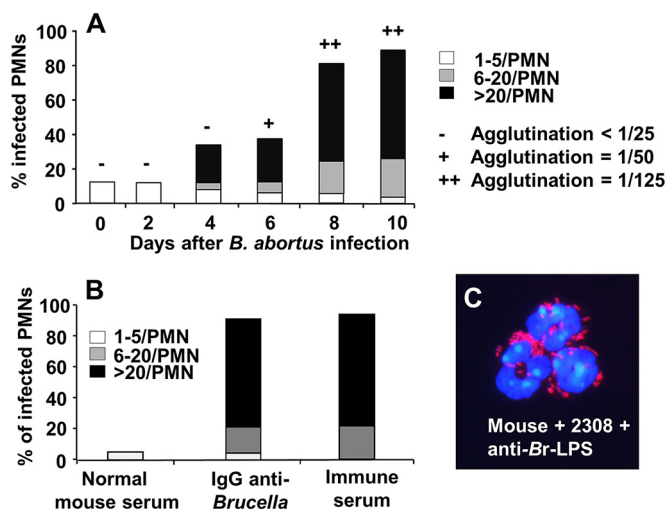 A
% infected PMNs
100
80
60
40
20
0
- - - + ++ ++
0 2 4 6 8 10
Days after B. abortus infection
1-5/PMN
6-20/PMN
>20/PMN
- Agglutination < 1/25
+ Agglutination = 1/50
++ Agglutination = 1/125
B
% of infected PMNs
100
80
60
40
20
0
1-5/PMN
6-20/PMN
>20/PMN
Normal
mouse serum
IgG anti-
Brucella
Immune
serum
C
Mouse + 2308 +
anti-Br-LPS